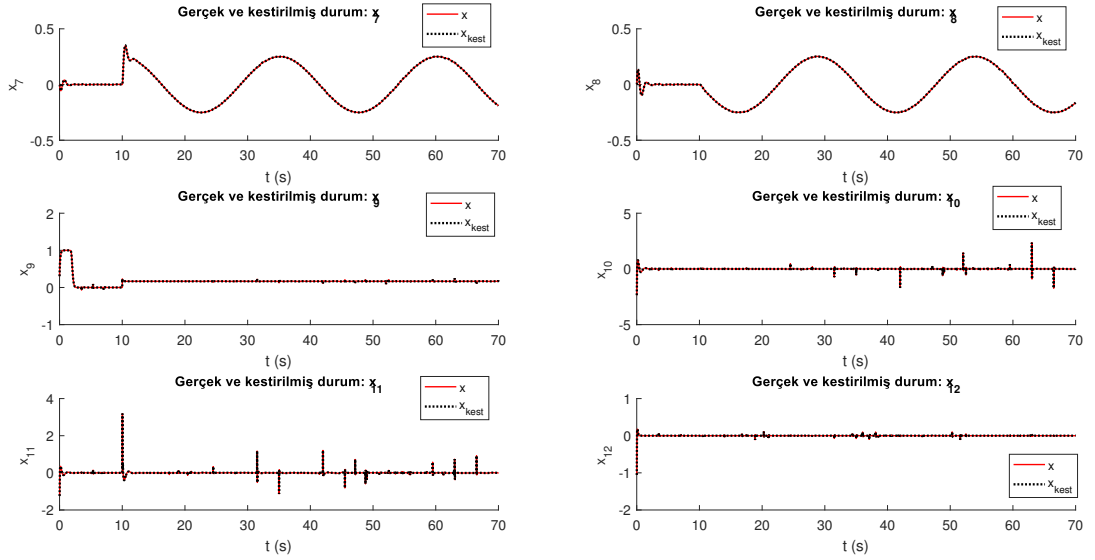 Gerçek ve kestirilmiş durum: x7
x
xkest
0.5
0
-0.5
x7
0 10 20 30 40 50 60 70
t (s)
Gerçek ve kestirilmiş durum: x8
x
xkest
0.5
0
-0.5
x8
0 10 20 30 40 50 60 70
t (s)
Gerçek ve kestirilmiş durum: x9
x
xkest
2
1
0
-1
x9
0 10 20 30 40 50 60 70
t (s)
Gerçek ve kestirilmiş durum: x10
x
xkest
5
0
-5
x10
0 10 20 30 40 50 60 70
t (s)
Gerçek ve kestirilmiş durum: x11
x
xkest
4
2
0
-2
x11
0 10 20 30 40 50 60 70
t (s)
Gerçek ve kestirilmiş durum: x12
x
xkest
1
0
-1
-2
x12
0 10 20 30 40 50 60 70
t (s)